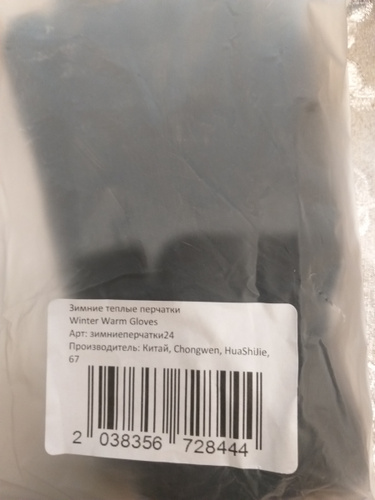 Зимние теплые перчатки
Winter Warm Gloves
Арт: зимниеперчатки24
Производитель: Китай, Chongwen, HuaShiJie,
67
2 038356 728444